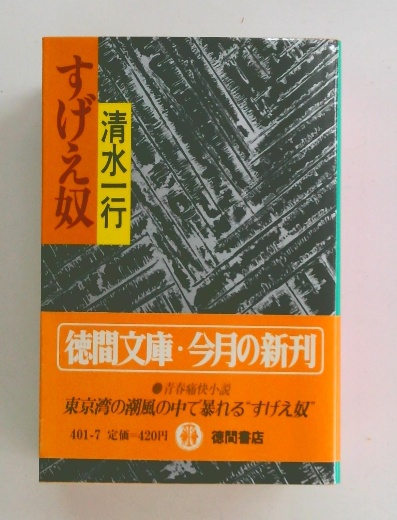 すげえ奴
清水一行
徳間文庫・今月の新刊
●青春痛快小説
東京湾の潮風の中で暴れる“すげえ奴”
401-7 定価=420円 徳間書店